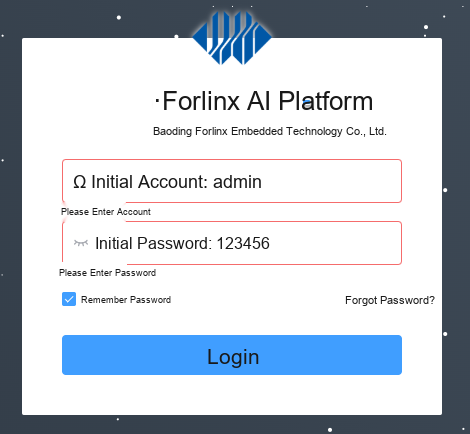 ·Forlinx AI Platform
Baoding Forlinx Embedded Technology Co., Ltd.
Ω Initial Account: admin
Please Enter Account
Initial Password: 123456
Please Enter Password
Remember Password
Forgot Password?
Login